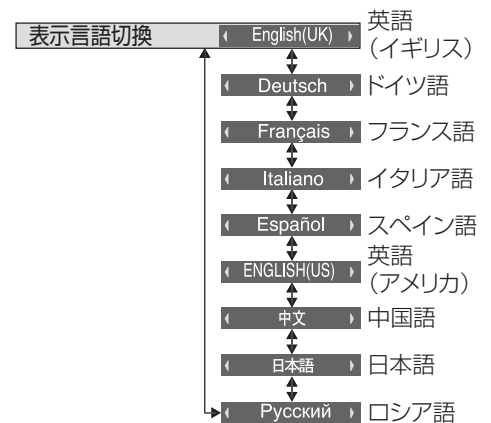 英語
表示言語切換 English(UK) (イギリス)
Deutsch ドイツ語
Français フランス語
Italiano イタリア語
Español スペイン語
英語
ENGLISH(US) (アメリカ)
中文 中国語
日本語 日本語
Русский ロシア語